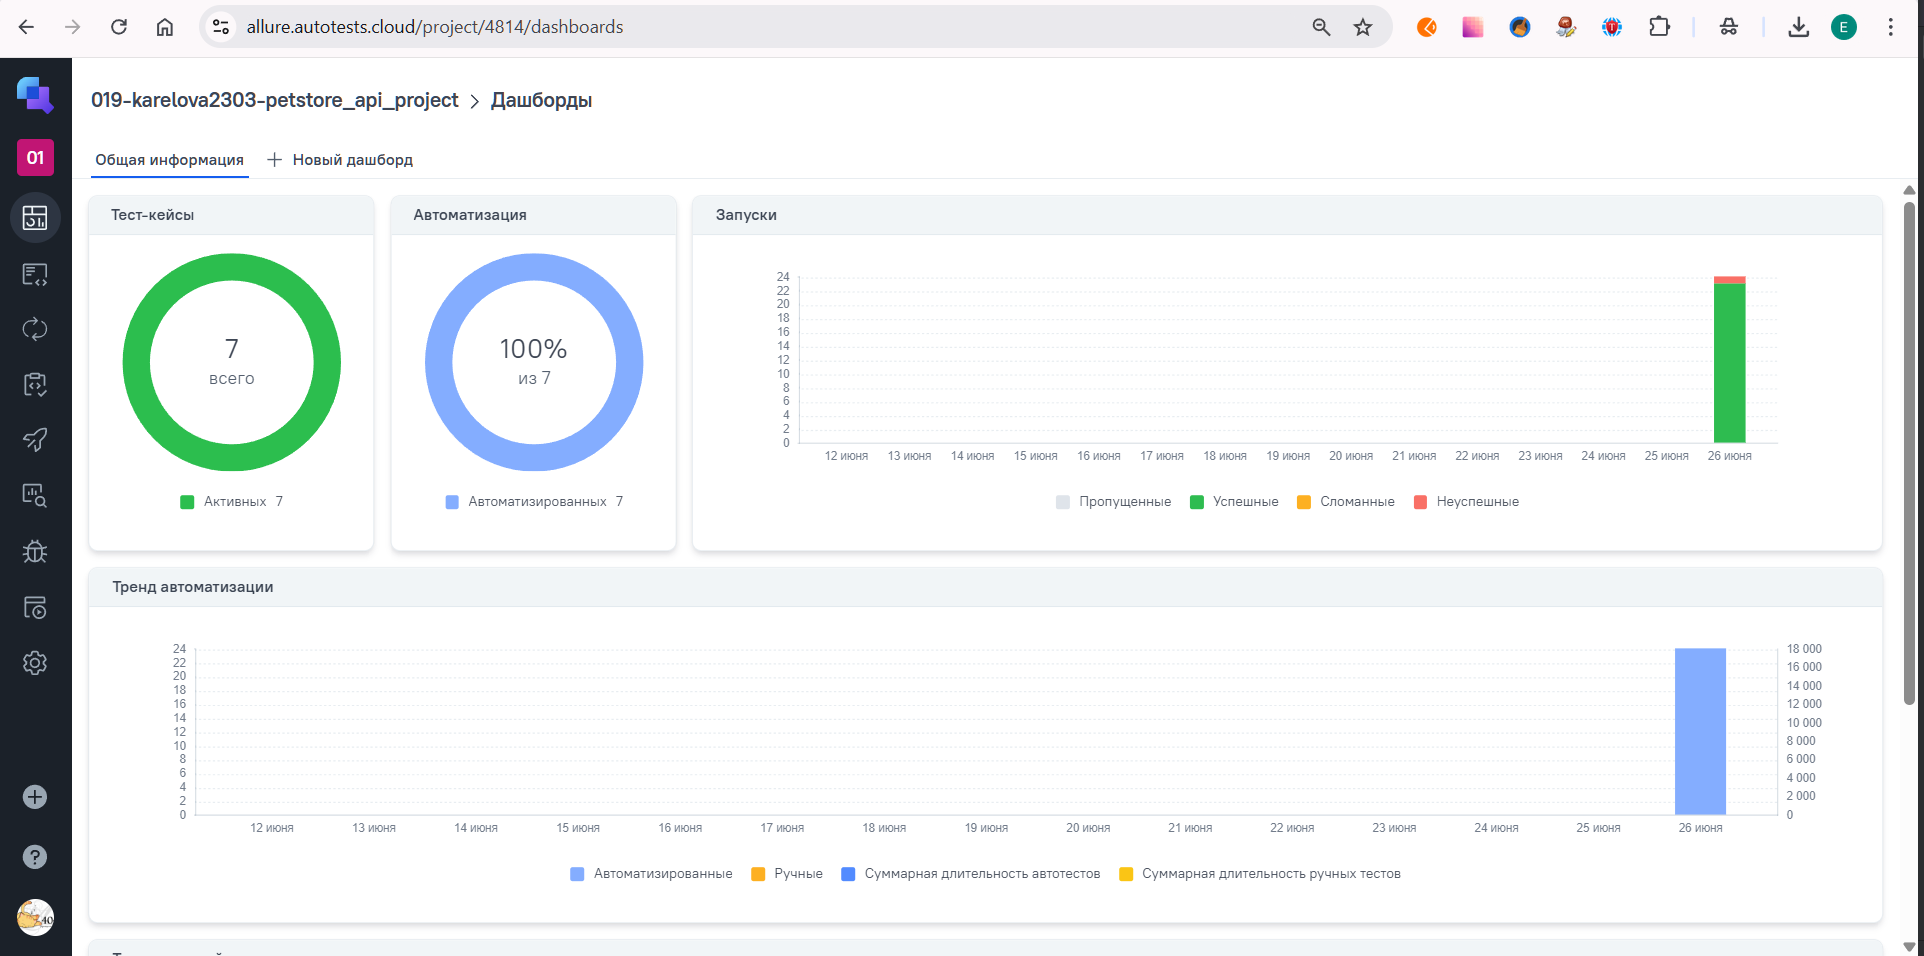 allure.autotests.cloud/project/4814/dashboards
E
019-karelova2303-petstore_api_project > Дашборды
01
Общая информация
+ Новый дашборд
Тест-кейсы
7
всего
Активных 7
Автоматизация
100%
из 7
Автоматизированных 7
Запуски
24
22
20
18
16
14
12
10
8
6
4
2
0
12 июня 13 июня 14 июня 15 июня 16 июня 17 июня 18 июня 19 июня 20 июня 21 июня 22 июня 23 июня 24 июня 25 июня 26 июня
Пропущенные Успешные Сломанные Неуспешные
Тренд автоматизации
24
22
20
18
16
14
12
10
8
6
4
2
0
18 000
16 000
14 000
12 000
10 000
8 000
6 000
4 000
2 000
0
12 июня 13 июня 14 июня 15 июня 16 июня 17 июня 18 июня 19 июня 20 июня 21 июня 22 июня 23 июня 24 июня 25 июня 26 июня
Автоматизированные Ручные Суммарная длительность автотестов Суммарная длительность ручных тестов